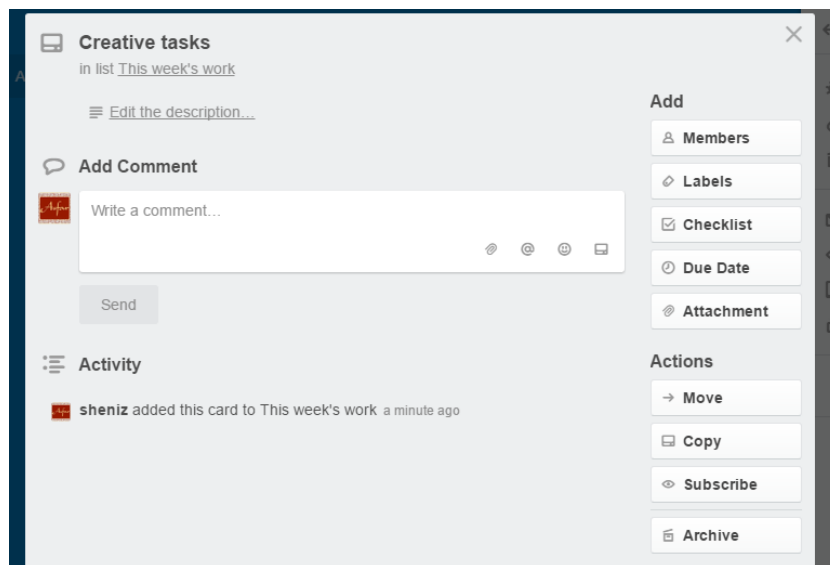 Creative tasks
in list This week's work
Edit the description…
Add Comment
Write a comment…
@
Send
Activity
sheniz added this card to This week's work a minute ago
Add
Members
Labels
Checklist
Due Date
Attachment
Actions
Move
Copy
Subscribe
Archive